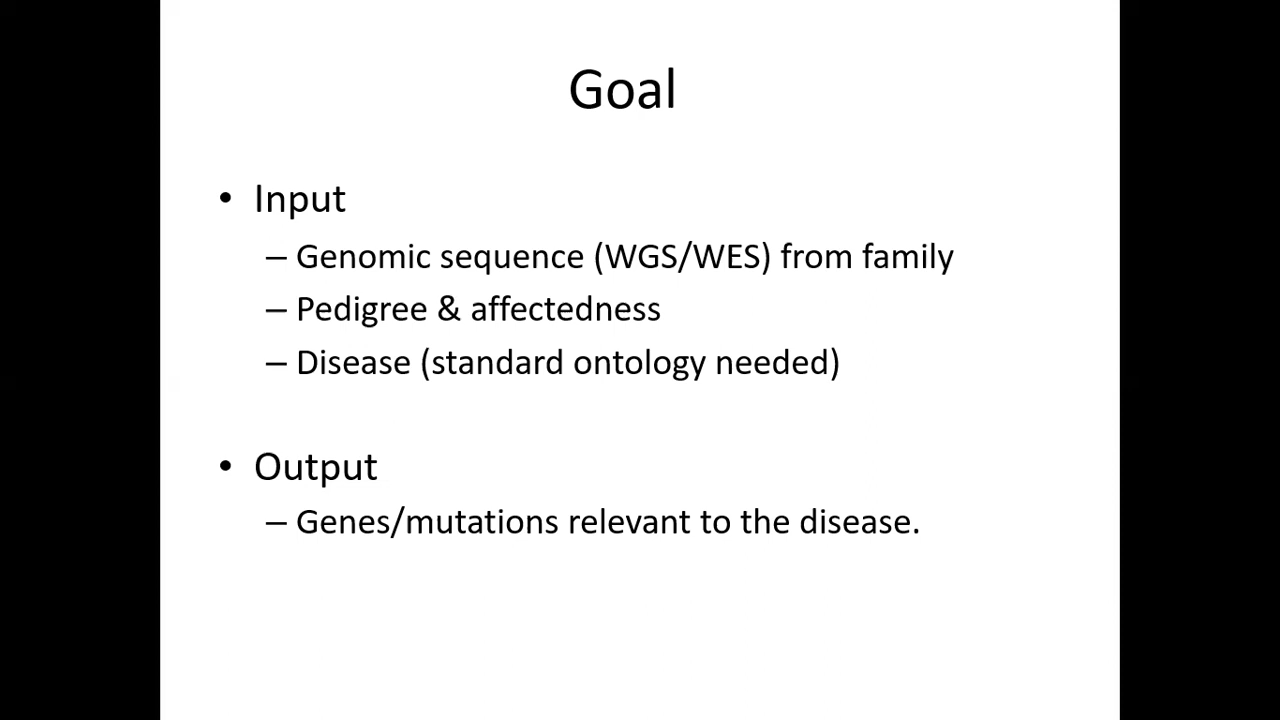 Goal
• Input
– Genomic sequence (WGS/WES) from family
– Pedigree & affectedness
– Disease (standard ontology needed)
• Output
– Genes/mutations relevant to the disease.